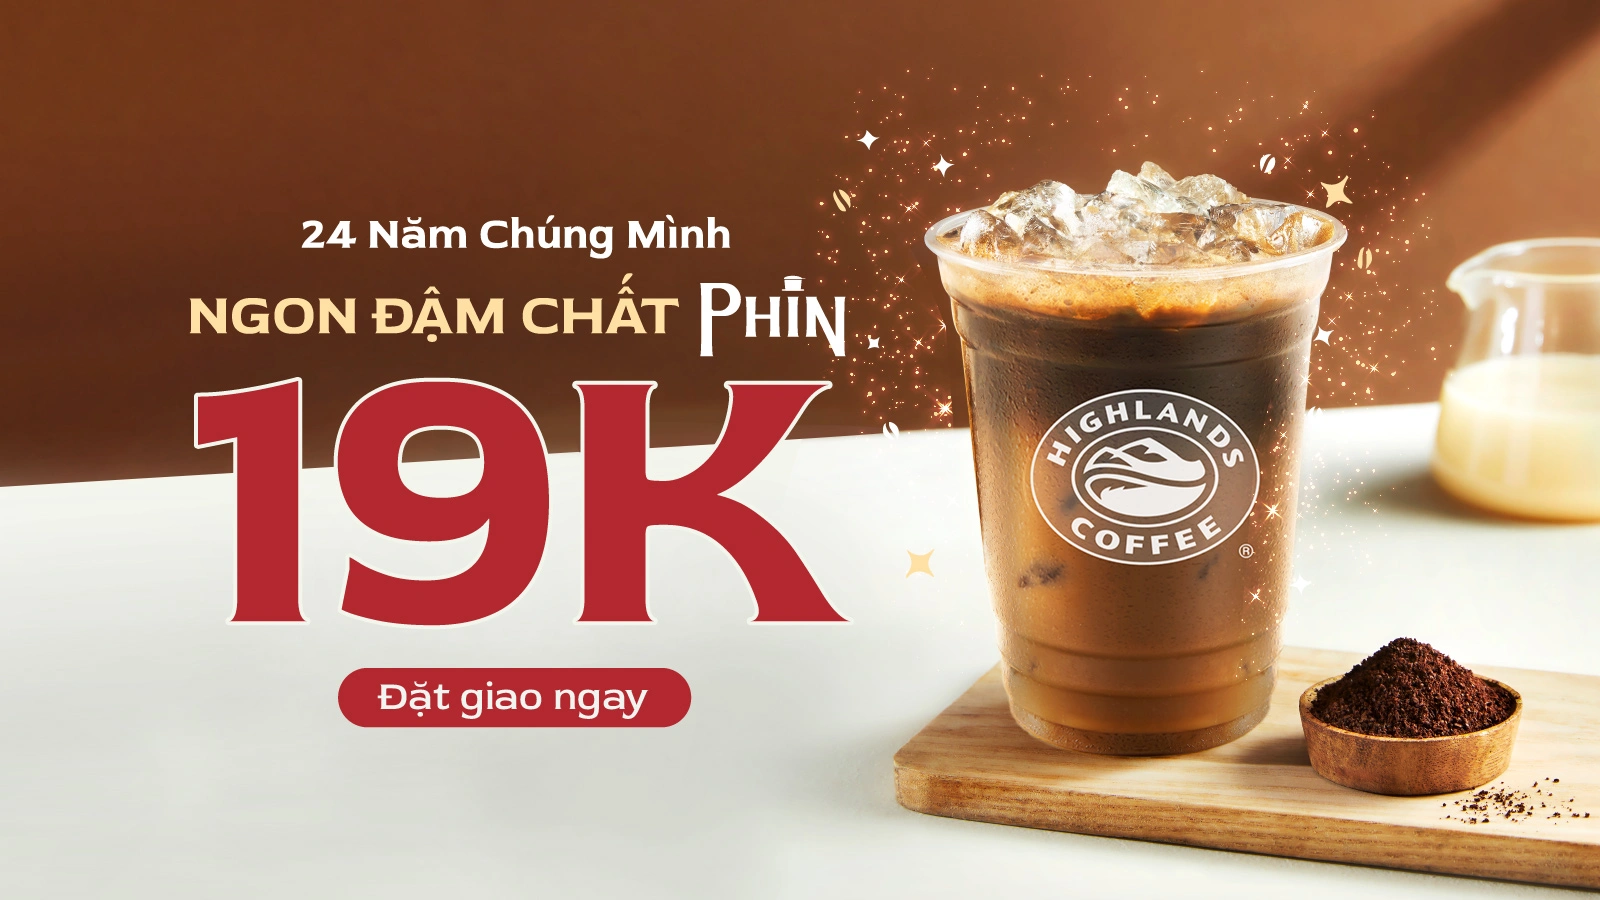 24 Năm Chúng Mình
NGON ĐẬM CHẤT PHIN
19K
Đặt giao ngay
HIGHLANDS
COFFEE
®